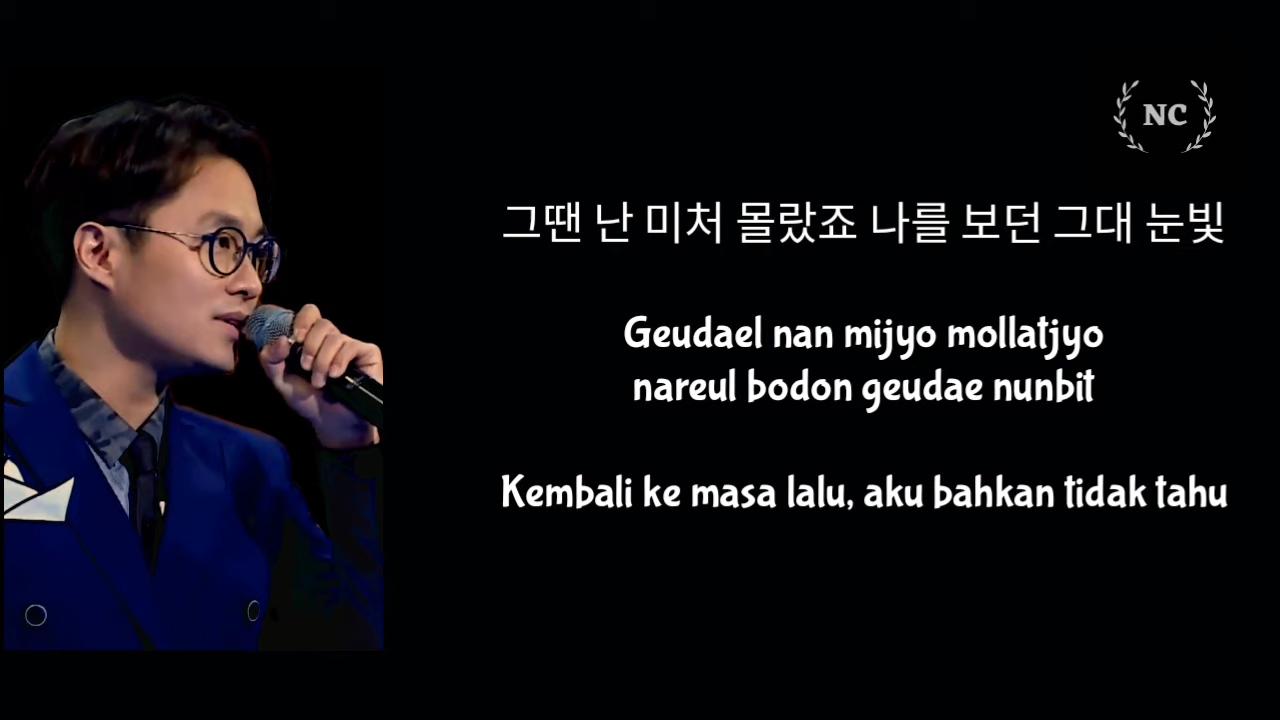 NC
그땐 난 미처 몰랐죠 나를 보던 그대 눈빛
Geudael nan mijyo mollatjyo
nareul bodon geudae nunbit
Kembali ke masa lalu, aku bahkan tidak tahu